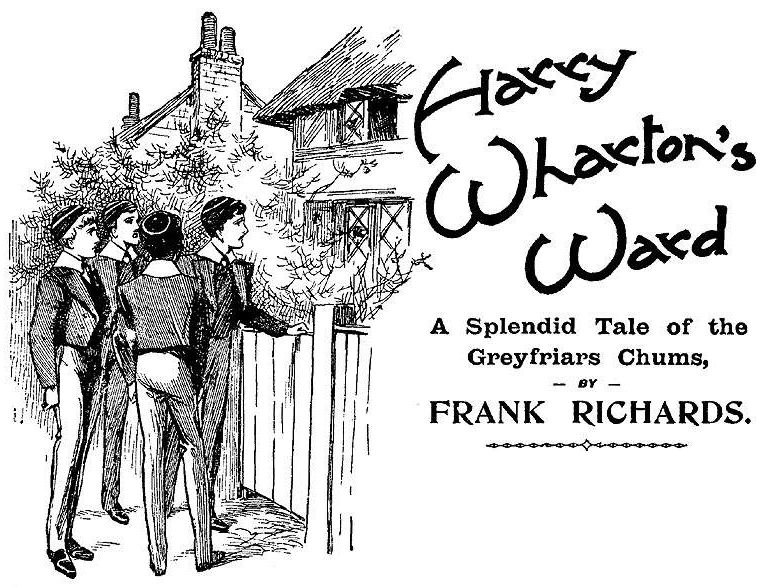 Harry
Wharton's
Ward
A Splendid Tale of the
Greyfriars Chums,
— BY —
FRANK RICHARDS.